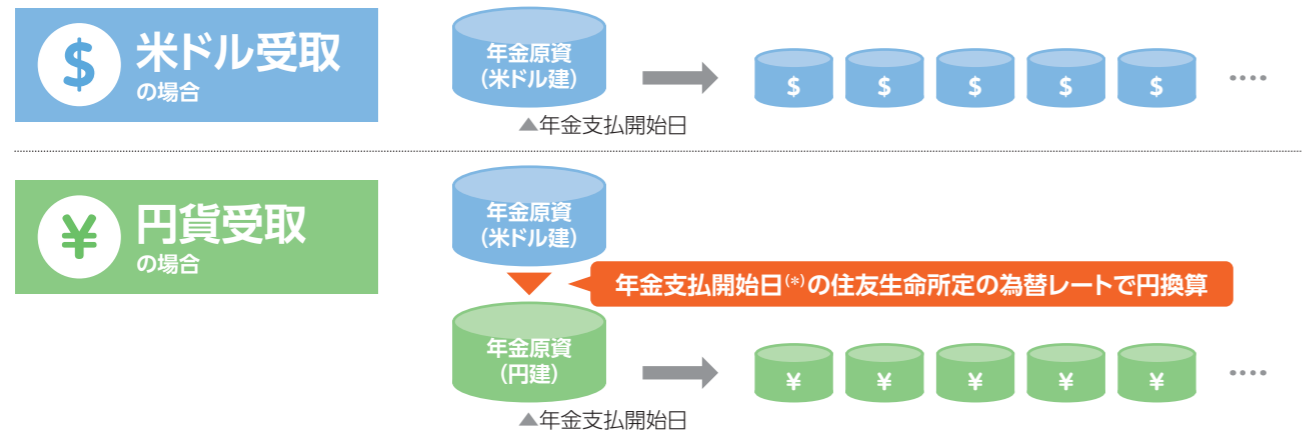 $ 米ドル受取
の場合
年金原資
(米ドル建)
$ $ $ $ $ ‥‥
▲年金支払開始日
¥ 円貨受取
の場合
年金原資
(米ドル建)
年金支払開始日(*)の住友生命所定の為替レートで円換算
年金原資
(円建)
¥ ¥ ¥ ¥ ¥ ‥‥
▲年金支払開始日